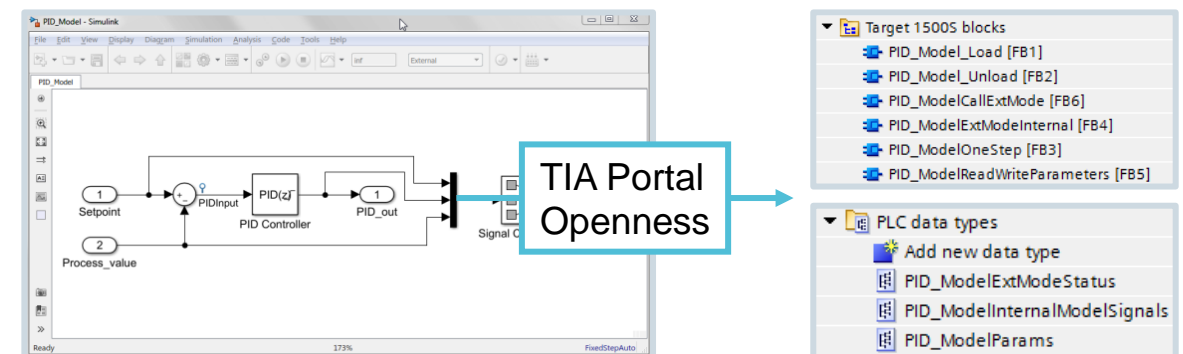 PID_Model - Simulink
File Edit View Display Diagram Simulation Analysis Code Tools Help
inf External
PID_Model
1
Setpoint
PIDInput
PID(z)
PID Controller
1
PID_out
2
Process_value
Signal C
Ready 173% FixedStepAuto
TIA Portal
Openness
Target 1500S blocks
PID_Model_Load [FB1]
PID_Model_Unload [FB2]
PID_ModelCallExtMode [FB6]
PID_ModelExtModeInternal [FB4]
PID_ModelOneStep [FB3]
PID_ModelReadWriteParameters [FB5]
PLC data types
Add new data type
PID_ModelExtModeStatus
PID_ModelInternalModelSignals
PID_ModelParams